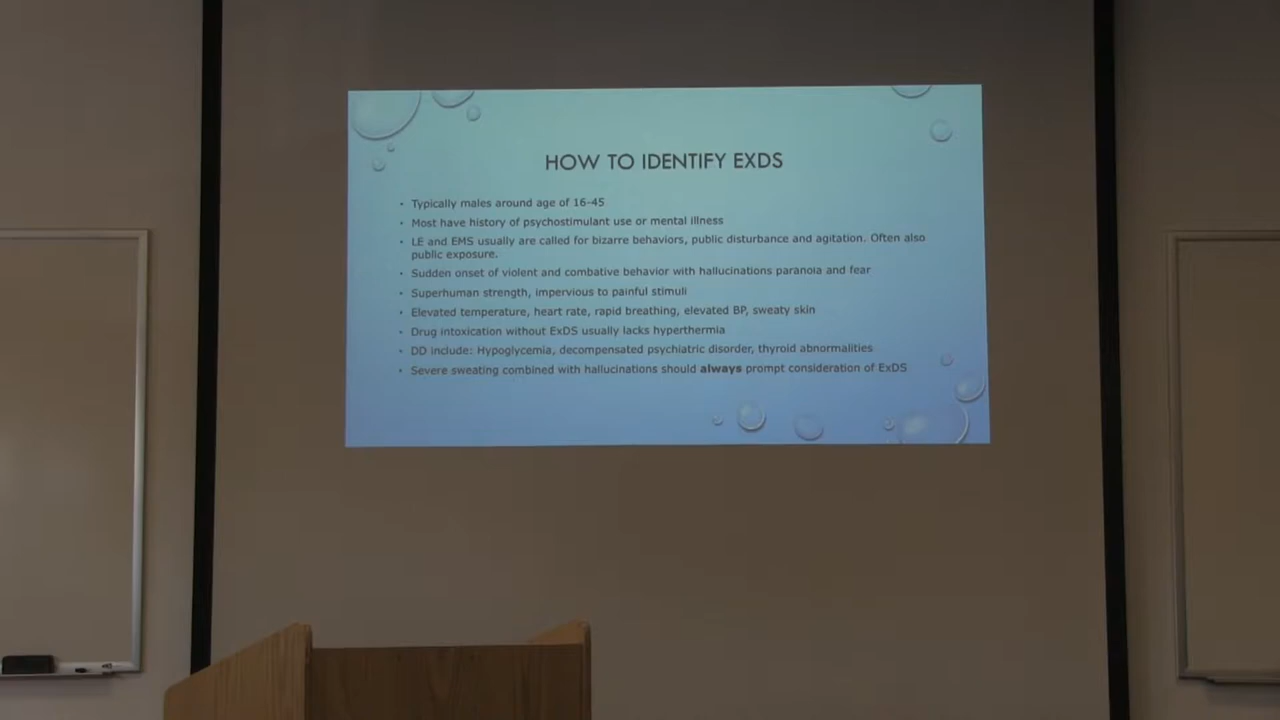 HOW TO IDENTIFY EXDS
• Typically males around age of 16-45
• Most have history of psychostimulant use or mental illness
• LE and EMS usually are called for bizarre behaviors, public disturbance and agitation. Often also
public exposure.
• Sudden onset of violent and combative behavior with hallucinations paranoia and fear
• Superhuman strength, impervious to painful stimuli
• Elevated temperature, heart rate, rapid breathing, elevated BP, sweaty skin
• Drug intoxication without ExDS usually lacks hyperthermia
• DD include: Hypoglycemia, decompensated psychiatric disorder, thyroid abnormalities
• Severe sweating combined with hallucinations should always prompt consideration of ExDS